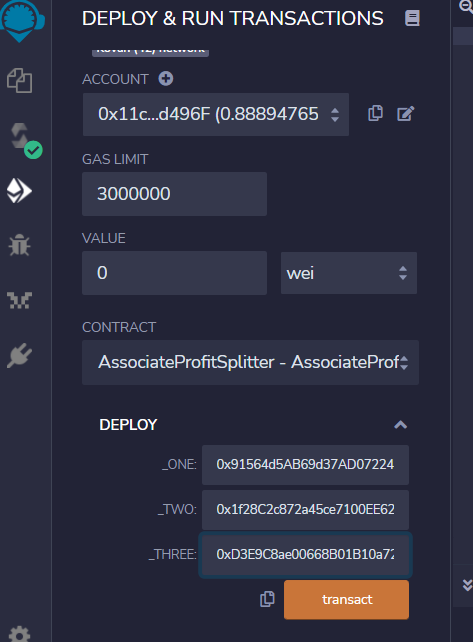 DEPLOY & RUN TRANSACTIONS
Kovan (42) network
ACCOUNT
0x11c...d496F (0.88894765
GAS LIMIT
3000000
VALUE
0
wei
CONTRACT
AssociateProfitSplitter - AssociateProf
DEPLOY
_ONE: 0x91564d5AB69d37AD07224
_TWO: 0x1f28C2c872a45ce7100EE62
_THREE: 0xD3E9C8ae00668B01B10a72
transact